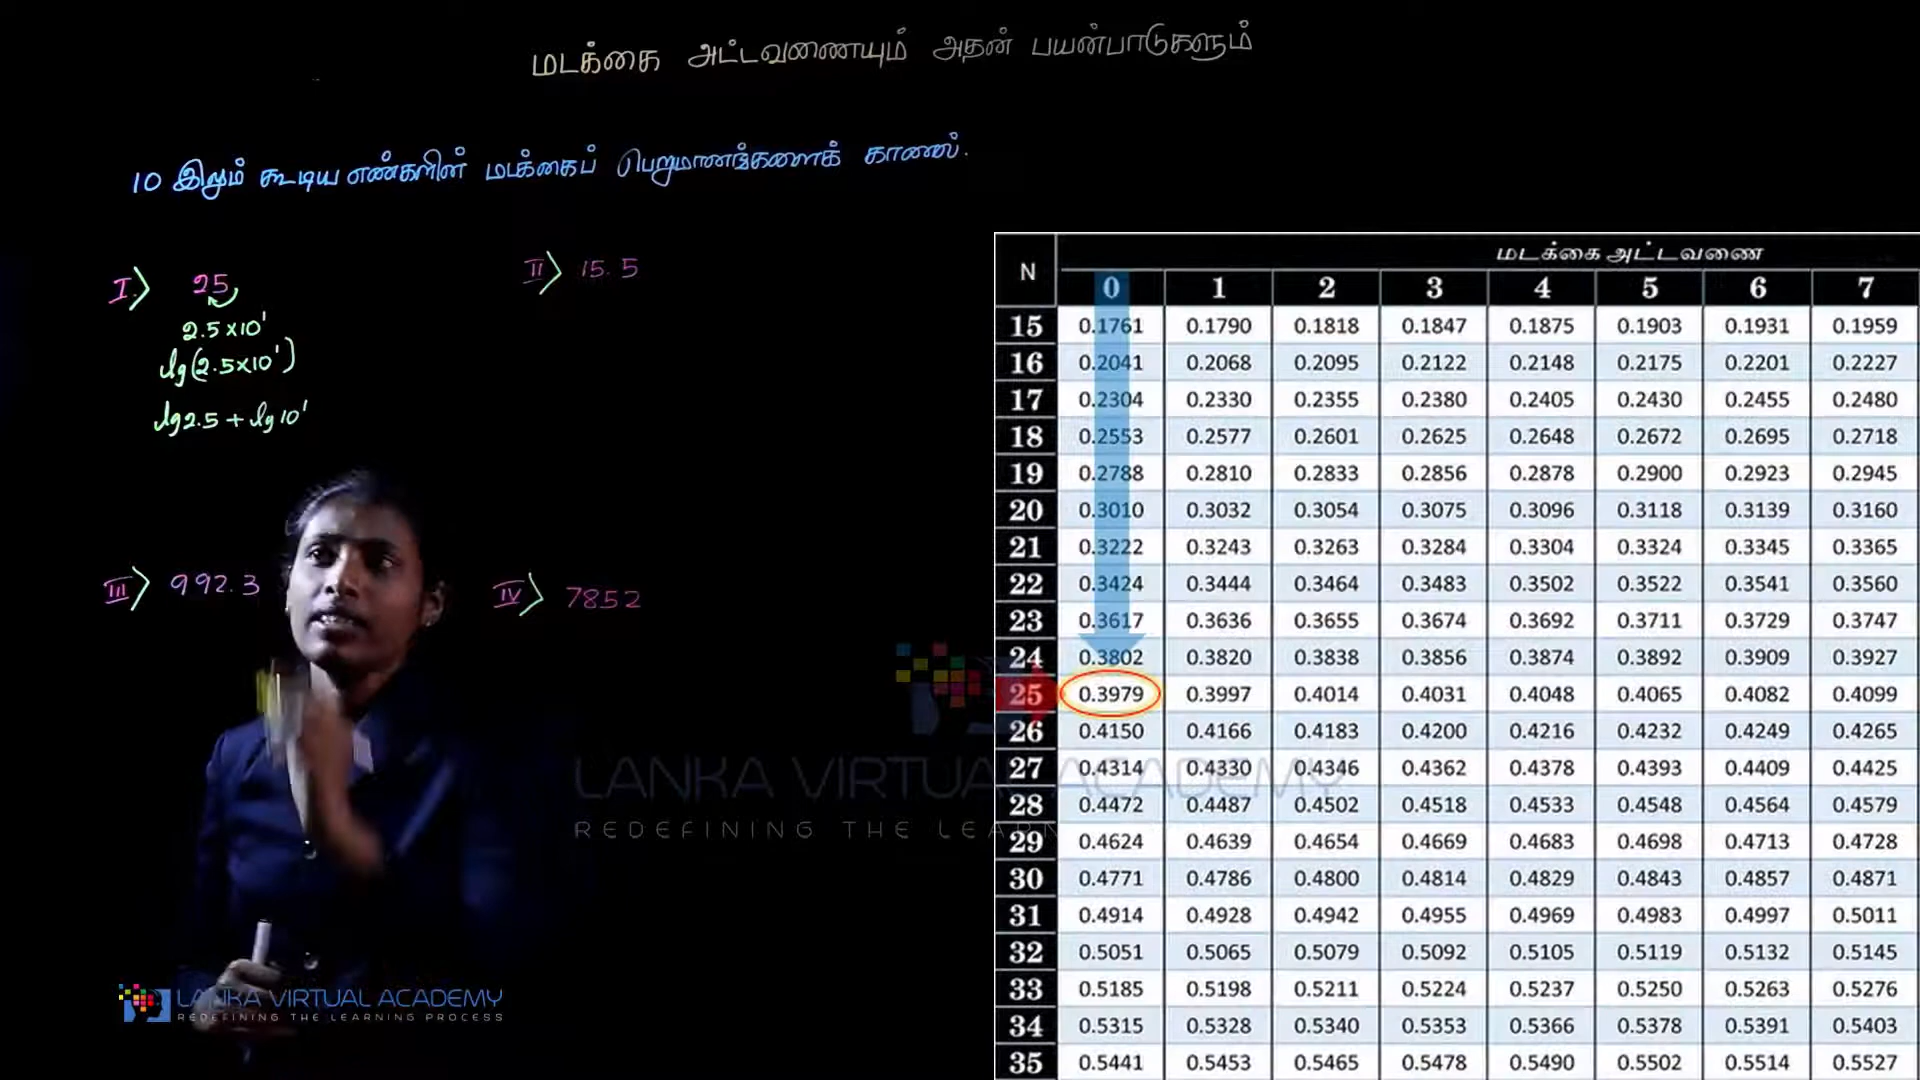 மடக்கை அட்டவணையும் அதன் பயன்பாடுகளும்
10 இலும் கூடிய எண்களின் மடக்கைப் பெறுமானங்களைக் காணல்.
I) 25
2.5 × 10¹
lg(2.5×10¹)
lg2.5 + lg10¹
II) 15.5
III) 992.3
IV) 7852
N மடக்கை அட்டவணை
0 1 2 3 4 5 6 7
15 0.1761 0.1790 0.1818 0.1847 0.1875 0.1903 0.1931 0.1959
16 0.2041 0.2068 0.2095 0.2122 0.2148 0.2175 0.2201 0.2227
17 0.2304 0.2330 0.2355 0.2380 0.2405 0.2430 0.2455 0.2480
18 0.2553 0.2577 0.2601 0.2625 0.2648 0.2672 0.2695 0.2718
19 0.2788 0.2810 0.2833 0.2856 0.2878 0.2900 0.2923 0.2945
20 0.3010 0.3032 0.3054 0.3075 0.3096 0.3118 0.3139 0.3160
21 0.3222 0.3243 0.3263 0.3284 0.3304 0.3324 0.3345 0.3365
22 0.3424 0.3444 0.3464 0.3483 0.3502 0.3522 0.3541 0.3560
23 0.3617 0.3636 0.3655 0.3674 0.3692 0.3711 0.3729 0.3747
24 0.3802 0.3820 0.3838 0.3856 0.3874 0.3892 0.3909 0.3927
25 0.3979 0.3997 0.4014 0.4031 0.4048 0.4065 0.4082 0.4099
26 0.4150 0.4166 0.4183 0.4200 0.4216 0.4232 0.4249 0.4265
27 0.4314 0.4330 0.4346 0.4362 0.4378 0.4393 0.4409 0.4425
28 0.4472 0.4487 0.4502 0.4518 0.4533 0.4548 0.4564 0.4579
29 0.4624 0.4639 0.4654 0.4669 0.4683 0.4698 0.4713 0.4728
30 0.4771 0.4786 0.4800 0.4814 0.4829 0.4843 0.4857 0.4871
31 0.4914 0.4928 0.4942 0.4955 0.4969 0.4983 0.4997 0.5011
32 0.5051 0.5065 0.5079 0.5092 0.5105 0.5119 0.5132 0.5145
33 0.5185 0.5198 0.5211 0.5224 0.5237 0.5250 0.5263 0.5276
34 0.5315 0.5328 0.5340 0.5353 0.5366 0.5378 0.5391 0.5403
35 0.5441 0.5453 0.5465 0.5478 0.5490 0.5502 0.5514 0.5527
LANKA VIRTUAL ACADEMY
REDEFINING THE LEARN
LANKA VIRTUAL ACADEMY
REDEFINING THE LEARNING PROCESS